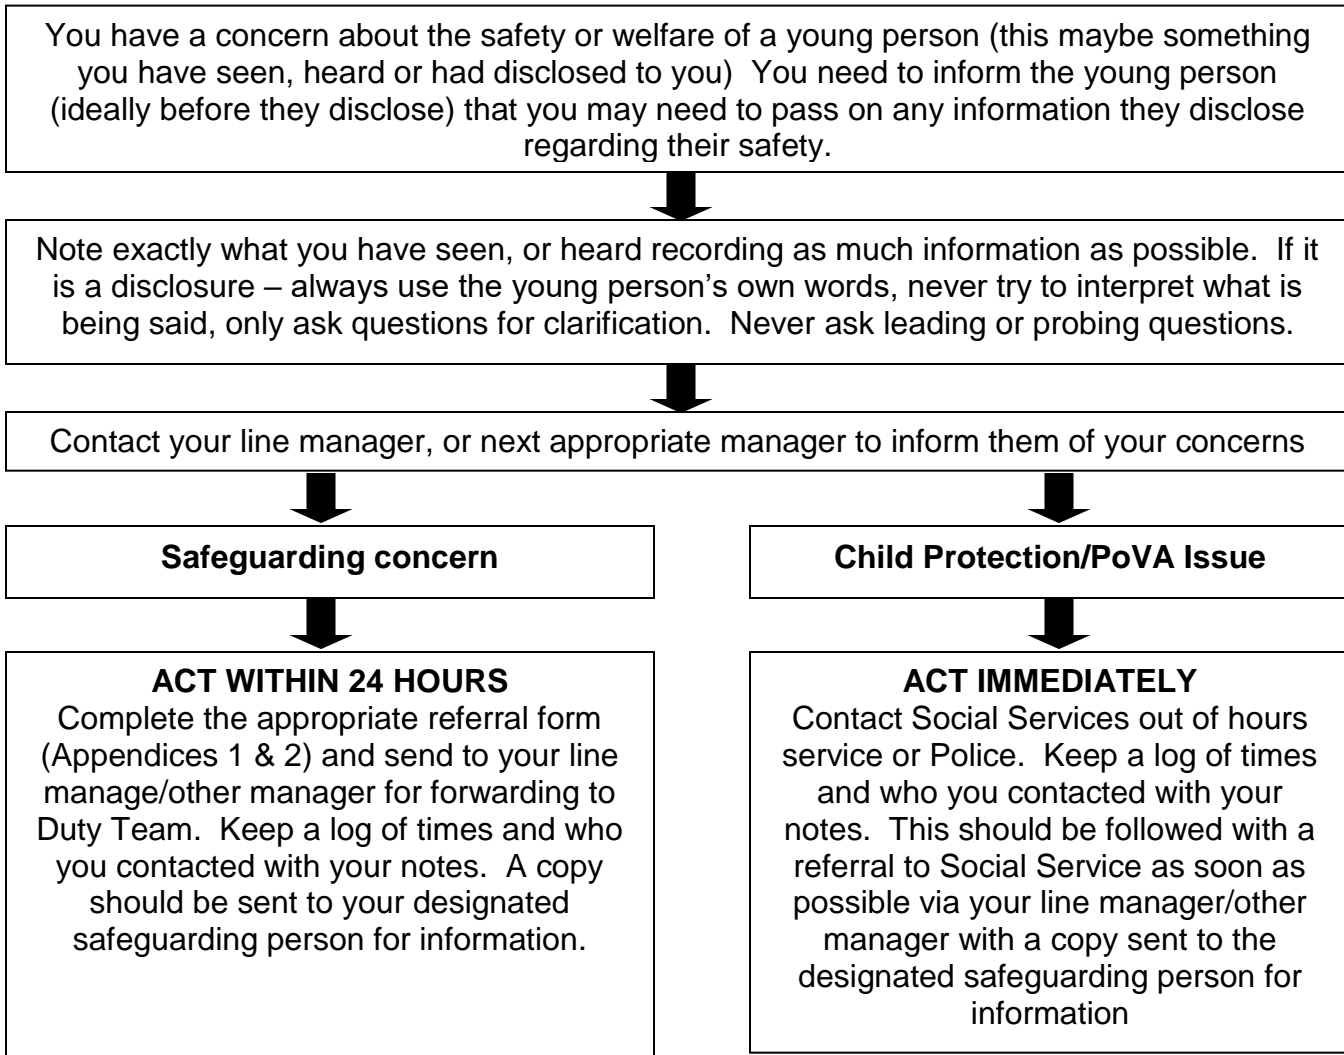 You have a concern about the safety or welfare of a young person (this maybe something
you have seen, heard or had disclosed to you)  You need to inform the young person
(ideally before they disclose) that you may need to pass on any information they disclose
regarding their safety.
Note exactly what you have seen, or heard recording as much information as possible.  If it
is a disclosure – always use the young person's own words, never try to interpret what is
being said, only ask questions for clarification.  Never ask leading or probing questions.
Contact your line manager, or next appropriate manager to inform them of your concerns
Safeguarding concern
ACT WITHIN 24 HOURS
Complete the appropriate referral form
(Appendices 1 & 2) and send to your line
manage/other manager for forwarding to
Duty Team.  Keep a log of times and who
you contacted with your notes.  A copy
should be sent to your designated
safeguarding person for information.
Child Protection/PoVA Issue
ACT IMMEDIATELY
Contact Social Services out of hours
service or Police.  Keep a log of times
and who you contacted with your
notes.  This should be followed with a
referral to Social Service as soon as
possible via your line manager/other
manager with a copy sent to the
designated safeguarding person for
information